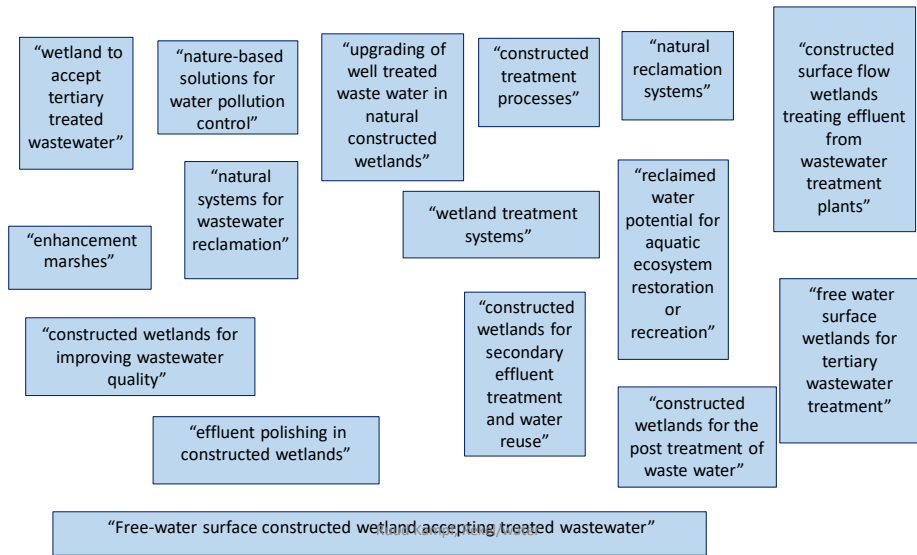 “wetland to
accept
tertiary
treated
wastewater”
“nature-based
solutions for
water pollution
control”
“upgrading of
well treated
waste water in
natural
constructed
wetlands”
“constructed
treatment
processes”
“natural
reclamation
systems”
“constructed
surface flow
wetlands
treating effluent
from
wastewater
treatment
plants”
“natural
systems for
wastewater
reclamation”
“wetland treatment
systems”
“reclaimed
water
potential for
aquatic
ecosystem
restoration
or
recreation”
“enhancement
marshes”
“constructed wetlands for
improving wastewater
quality”
“constructed
wetlands for
secondary
effluent
treatment
and water
reuse”
“free water
surface
wetlands for
tertiary
wastewater
treatment”
“effluent polishing in
constructed wetlands”
“constructed
wetlands for the
post treatment of
waste water”
“Free-water surface constructed wetland accepting treated wastewater”